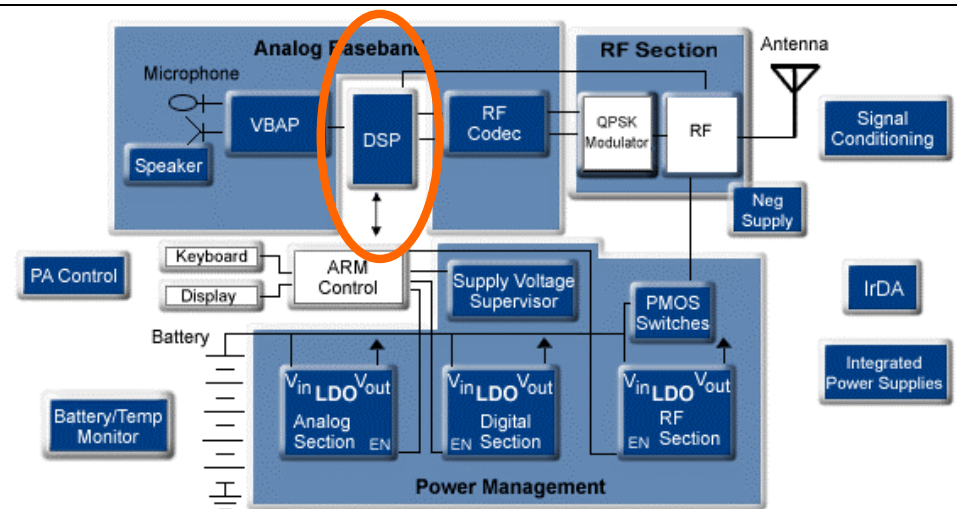 Analog Baseband
RF Section
Antenna
Microphone
VBAP
DSP
RF
Codec
QPSK
Modulator
RF
Signal
Conditioning
Speaker
Neg
Supply
PA Control
Keyboard
Display
ARM
Control
Supply Voltage
Supervisor
PMOS
Switches
IrDA
Battery
Integrated
Power Supplies
Battery/Temp
Monitor
Vin LDO Vout
Analog
Section EN
Vin LDO Vout
Digital
EN Section
Vin LDO Vout
RF
EN Section
Power Management